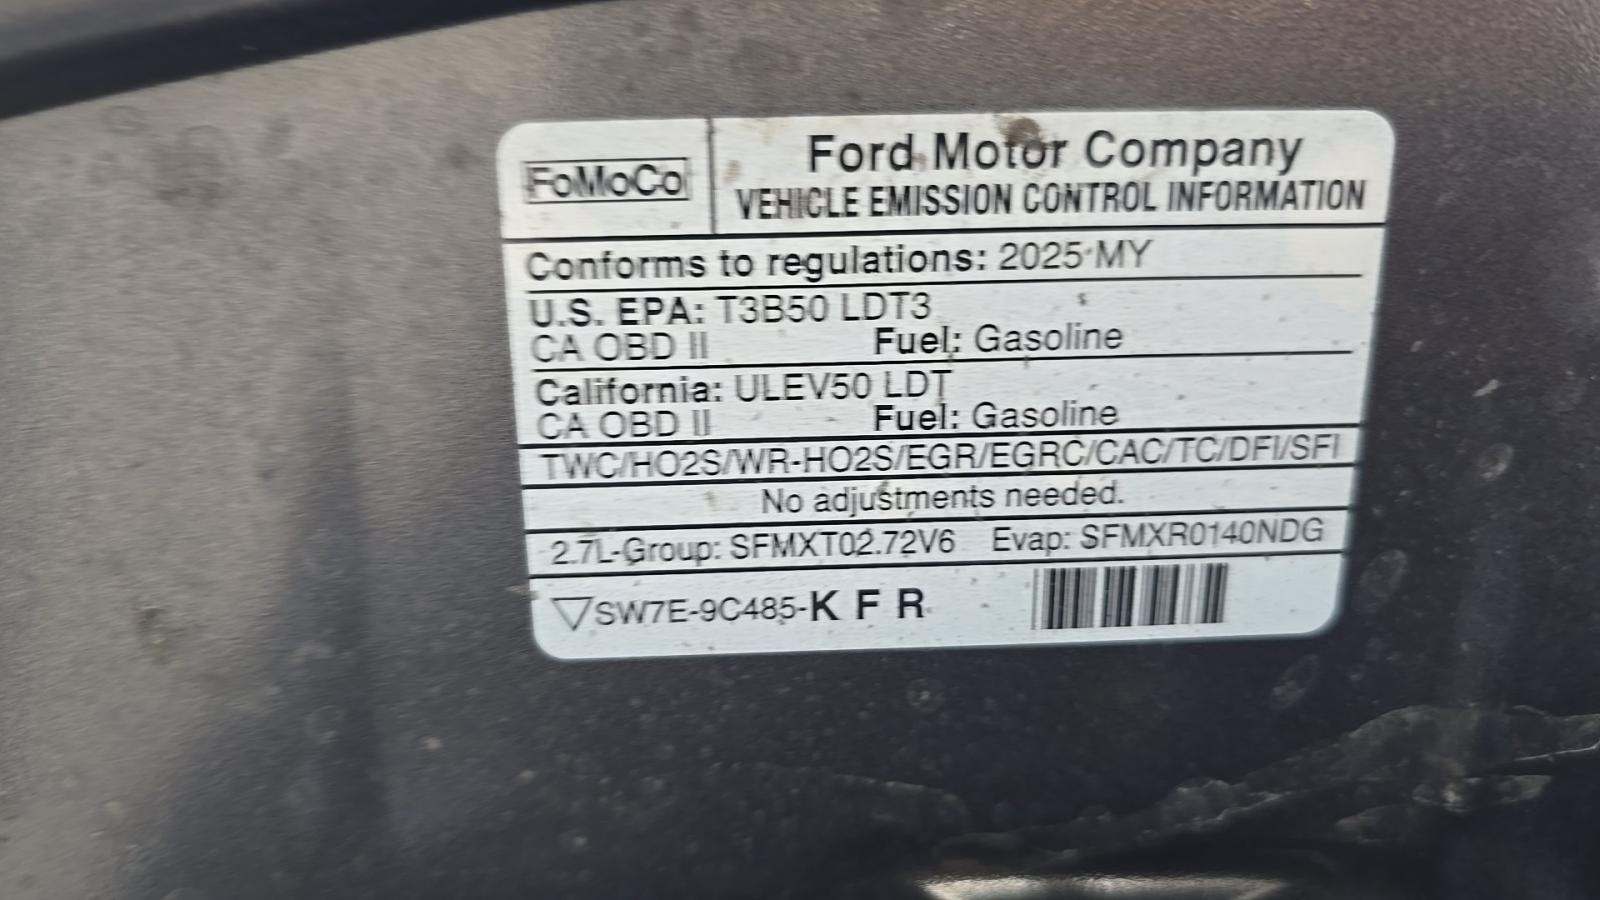 FoMoCo
Ford Motor Company
VEHICLE EMISSION CONTROL INFORMATION
Conforms to regulations: 2025 MY
U.S. EPA: T3B50 LDT3
CA OBD II Fuel: Gasoline
California: ULEV50 LDT
CA OBD II Fuel: Gasoline
TWC/HO2S/WR-HO2S/EGR/EGRC/CAC/TC/DFI/SFI
No adjustments needed.
2.7L-Group: SFMXT02.72V6 Evap: SFMXR0140NDG
▽SW7E-9C485-K F R